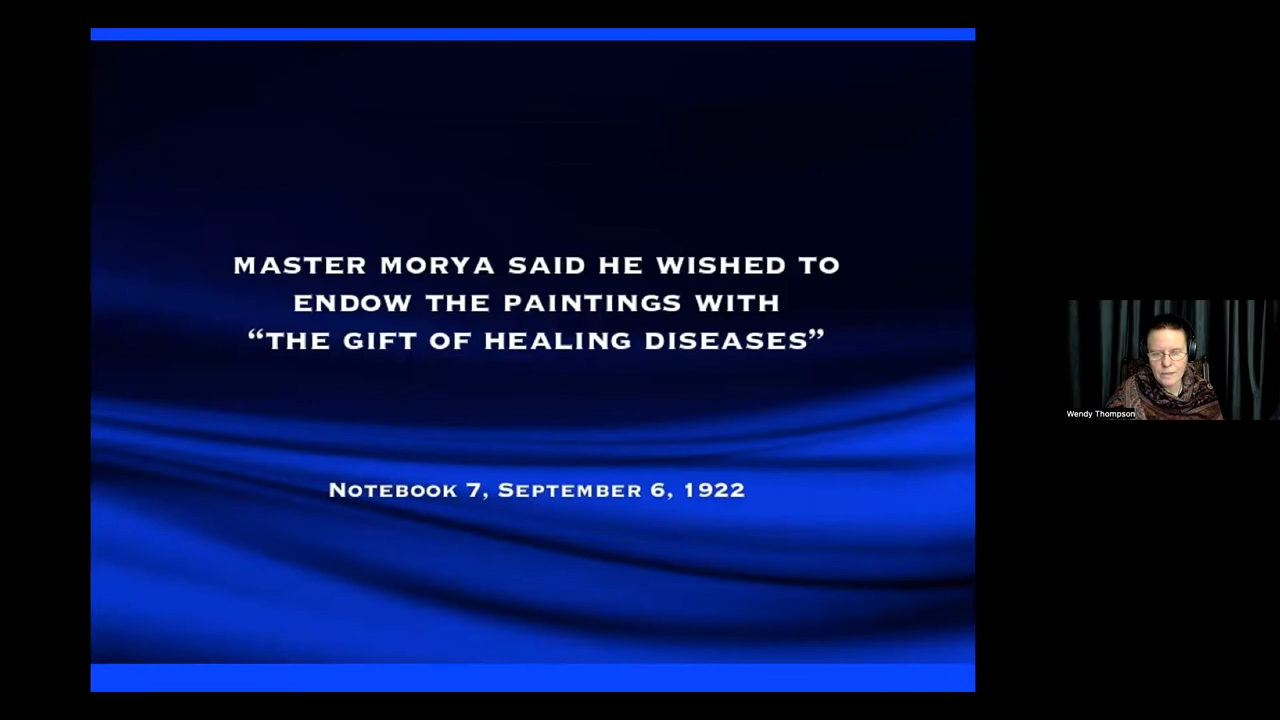 MASTER MORYA SAID HE WISHED TO
ENDOW THE PAINTINGS WITH
“THE GIFT OF HEALING DISEASES”
NOTEBOOK 7, SEPTEMBER 6, 1922
Wendy Thompson